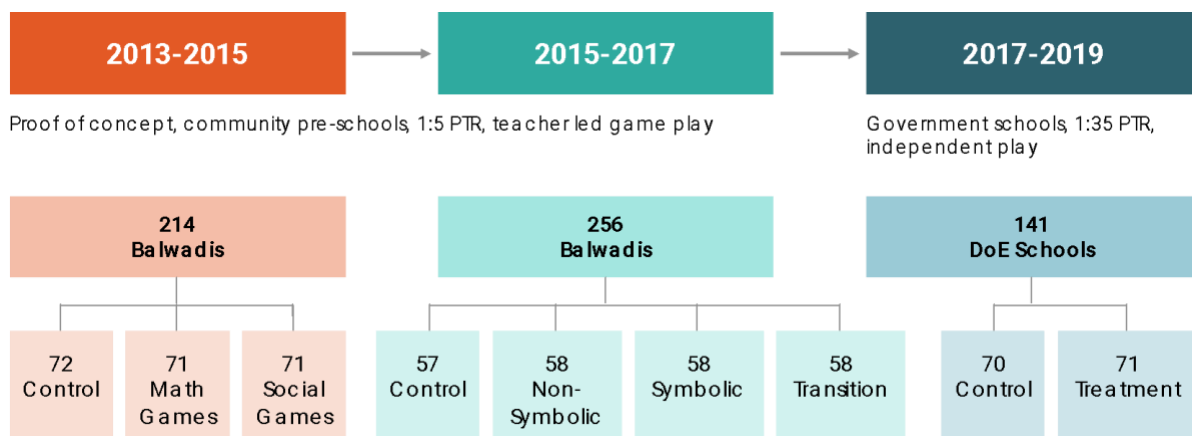 2013-2015
2015-2017
2017-2019
Proof of concept, community pre-schools, 1:5 PTR, teacher led game play
Government schools, 1:35 PTR,
independent play
214
Balwadis
256
Balwadis
141
DoE Schools
72
Control
71
Math
Games
71
Social
Games
57
Control
58
Non-
Symbolic
58
Symbolic
58
Transition
70
Control
71
Treatment